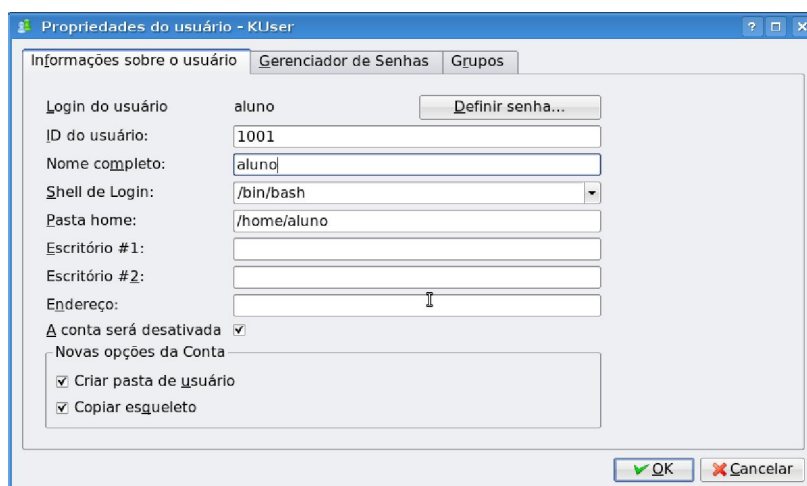 Propriedades do usuário - KUser
Informações sobre o usuário Gerenciador de Senhas Grupos
Login do usuário aluno Definir senha...
ID do usuário: 1001
Nome completo: aluno
Shell de Login: /bin/bash
Pasta home: /home/aluno
Escritório #1:
Escritório #2:
Endereço:
A conta será desativada
Novas opções da Conta
Criar pasta de usuário
Copiar esqueleto
OK Cancelar